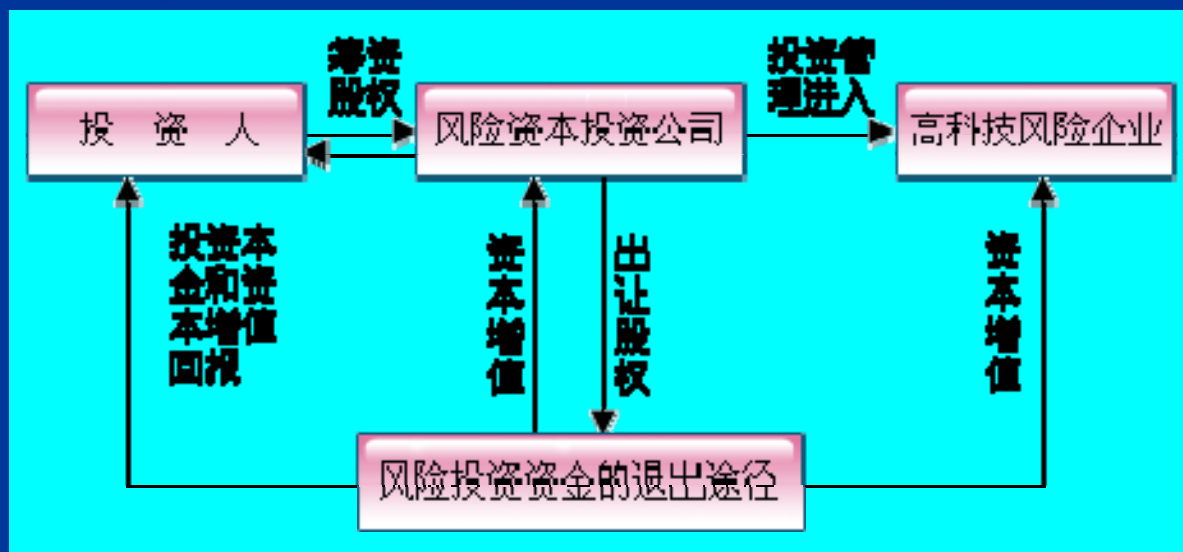 筹资
股权
投资管
理进入
投 资 人
风险资本投资公司
高科技风险企业
投资本
金和资
本增值
回报
资本增值
出让股权
资本增值
风险投资资金的退出途径